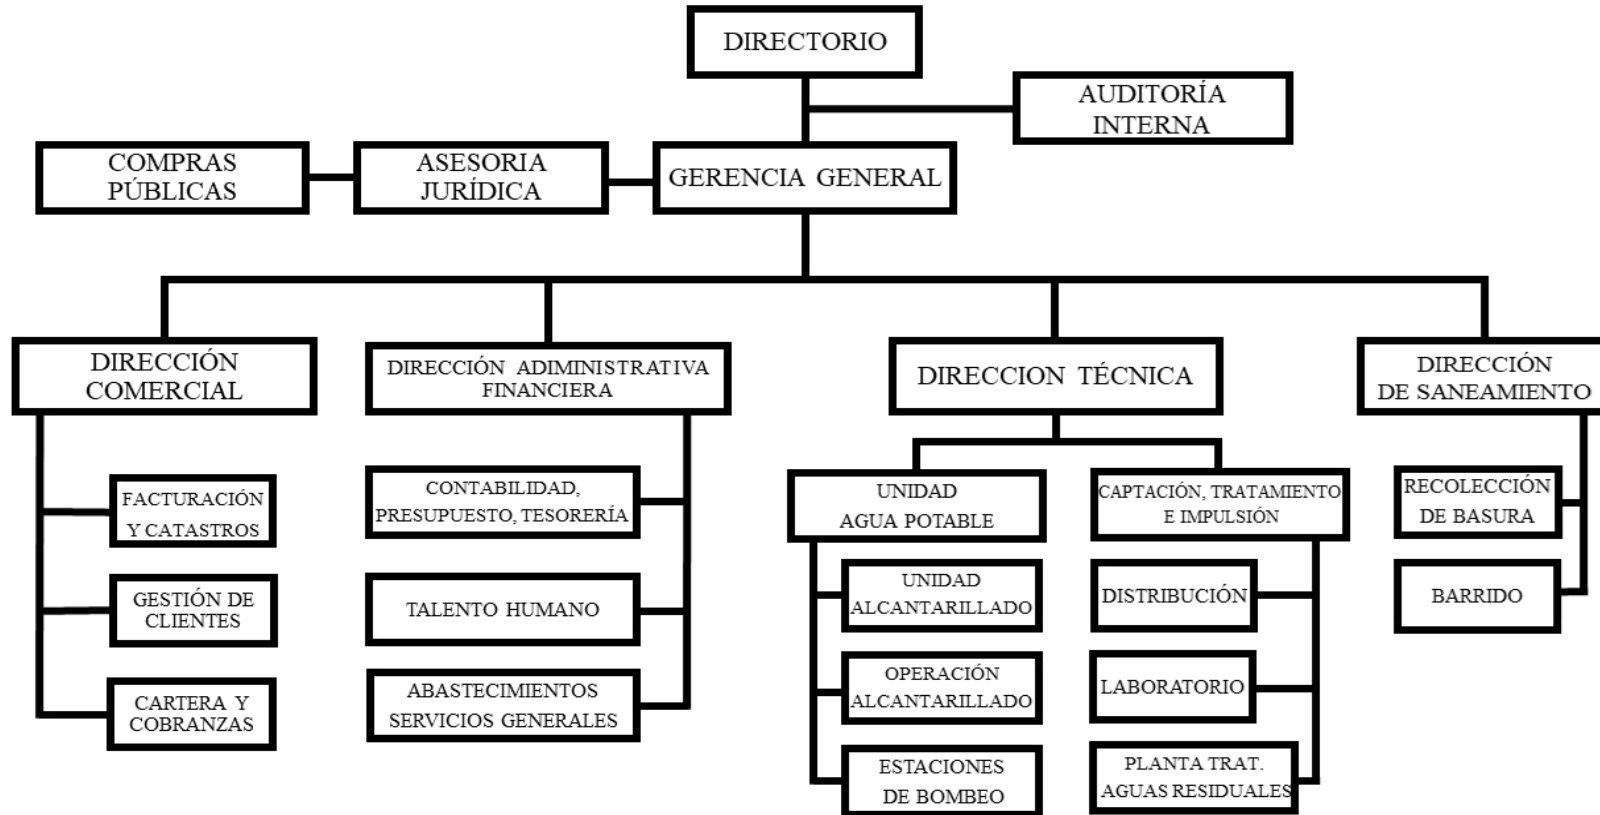 DIRECTORIO
AUDITORÍA
INTERNA
COMPRAS
PÚBLICAS
ASESORIA
JURÍDICA
GERENCIA GENERAL
DIRECCIÓN
COMERCIAL
DIRECCIÓN ADIMINISTRATIVA
FINANCIERA
DIRECCION TÉCNICA
DIRECCIÓN
DE SANEAMIENTO
FACTURACIÓN
Y CATASTROS
GESTIÓN DE
CLIENTES
CARTERA Y
COBRANZAS
CONTABILIDAD,
PRESUPUESTO, TESORERÍA
TALENTO HUMANO
ABASTECIMIENTOS
SERVICIOS GENERALES
UNIDAD
AGUA POTABLE
UNIDAD
ALCANTARILLADO
OPERACIÓN
ALCANTARILLADO
ESTACIONES
DE BOMBEO
CAPTACIÓN, TRATAMIENTO
E IMPULSIÓN
DISTRIBUCIÓN
LABORATORIO
PLANTA TRAT.
AGUAS RESIDUALES
RECOLECCIÓN
DE BASURA
BARRIDO